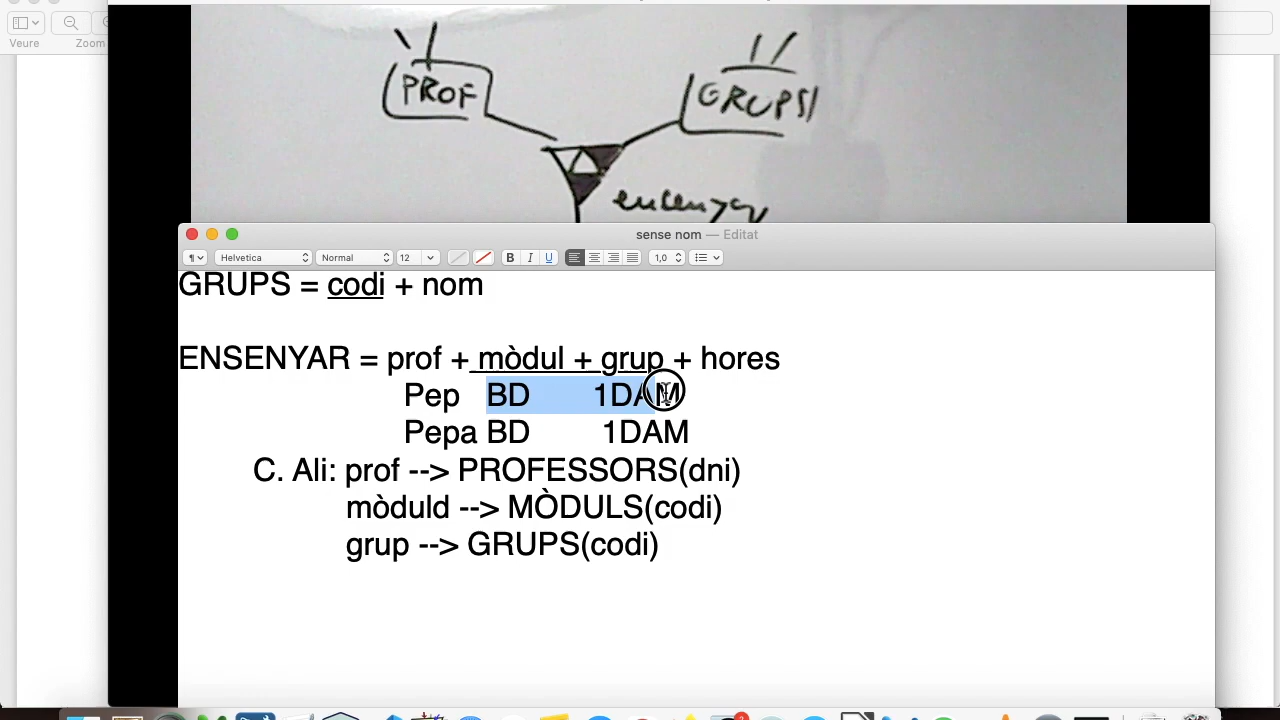 Veure
Zoom
PROF
GRUPS
ensenyar
sense nom — Editat
¶ Helvetica Normal 12 B I U 1,0
GRUPS = codi + nom
ENSENYAR = prof + mòdul + grup + hores
Pep BD 1DAM
Pepa BD 1DAM
C. Ali: prof --> PROFESSORS(dni)
mòduld --> MÒDULS(codi)
grup --> GRUPS(codi)